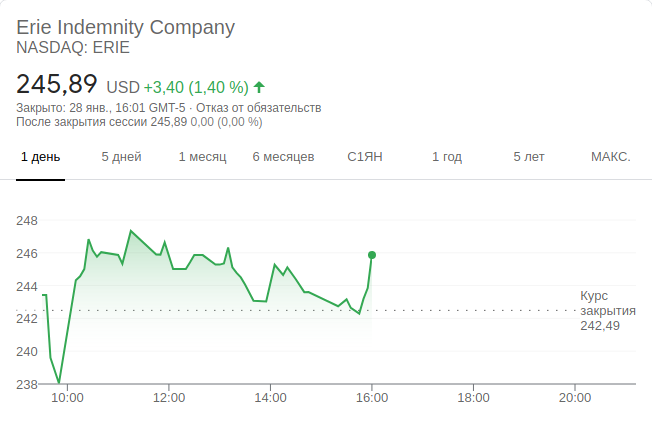 Erie Indemnity Company
NASDAQ: ERIE
245,89 USD +3,40 (1,40 %)
Закрыто: 28 янв., 16:01 GMT-5 · Отказ от обязательств
После закрытия сессии 245,89 0,00 (0,00 %)
1 день 5 дней 1 месяц 6 месяцев С1ЯН 1 год 5 лет МАКС.
248
246
244
242
240
238
Курс
закрытия
242,49
10:00 12:00 14:00 16:00 18:00 20:00